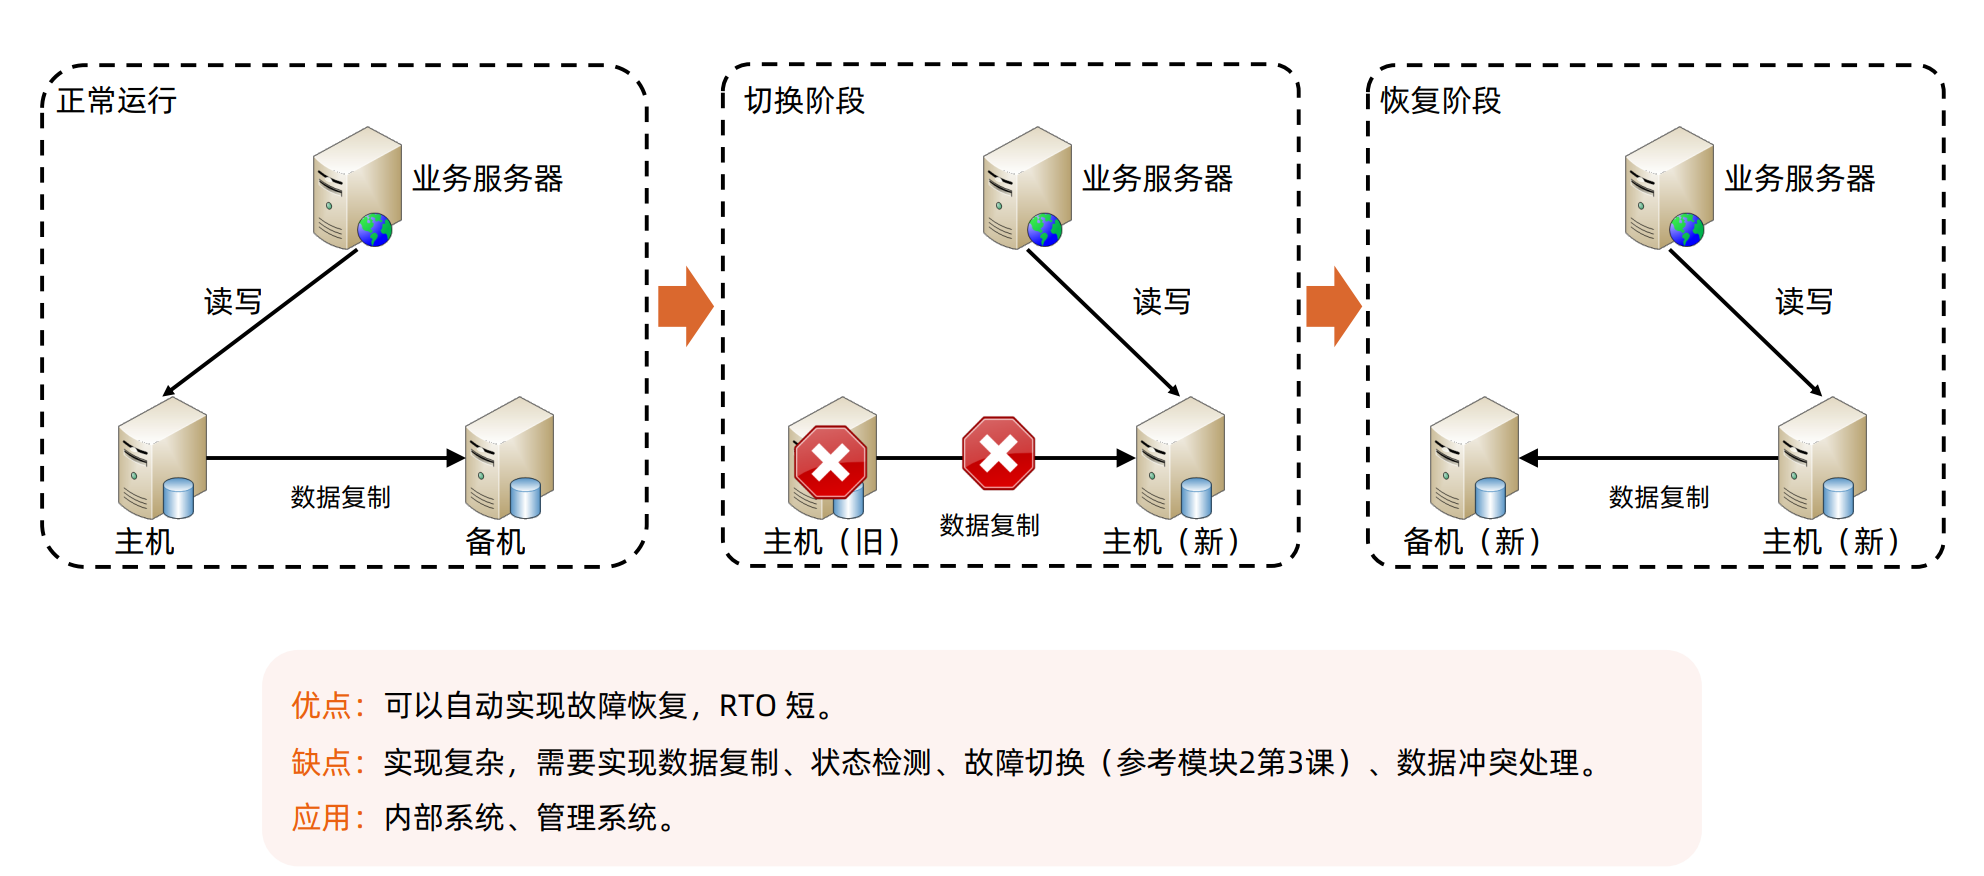 正常运行
业务服务器
读写
数据复制
主机
备机
切换阶段
业务服务器
读写
数据复制
主机（旧）
主机（新）
恢复阶段
业务服务器
读写
数据复制
备机（新）
主机（新）
优点：可以自动实现故障恢复，RTO 短。
缺点：实现复杂，需要实现数据复制、状态检测、故障切换（参考模块2第3课）、数据冲突处理。
应用：内部系统、管理系统。